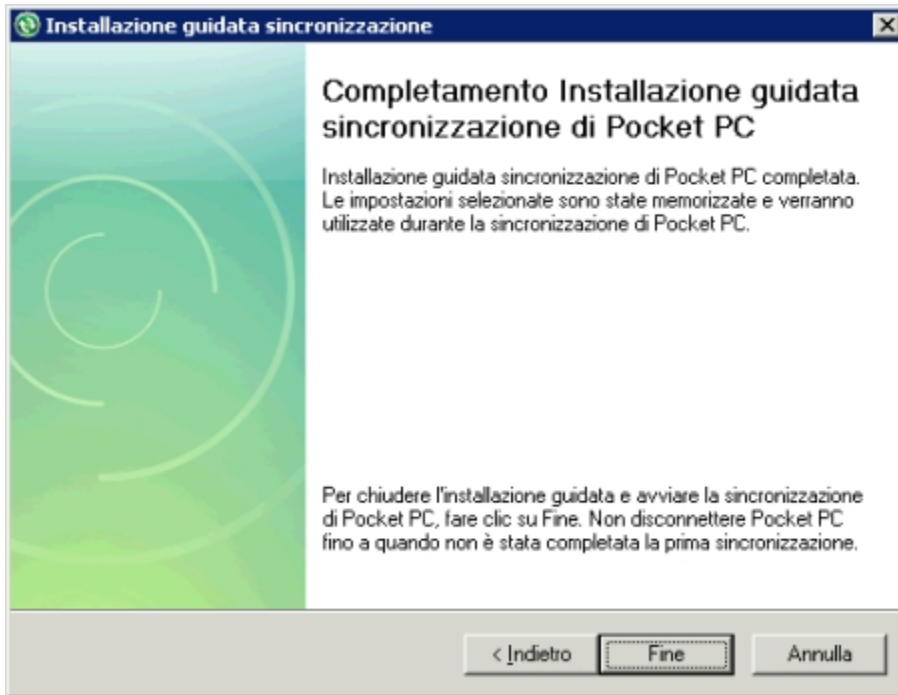 Installazione guidata sincronizzazione
Completamento Installazione guidata
sincronizzazione di Pocket PC
Installazione guidata sincronizzazione di Pocket PC completata.
Le impostazioni selezionate sono state memorizzate e verranno
utilizzate durante la sincronizzazione di Pocket PC.
Per chiudere l'installazione guidata e avviare la sincronizzazione
di Pocket PC, fare clic su Fine. Non disconnettere Pocket PC
fino a quando non è stata completata la prima sincronizzazione.
< Indietro Fine Annulla